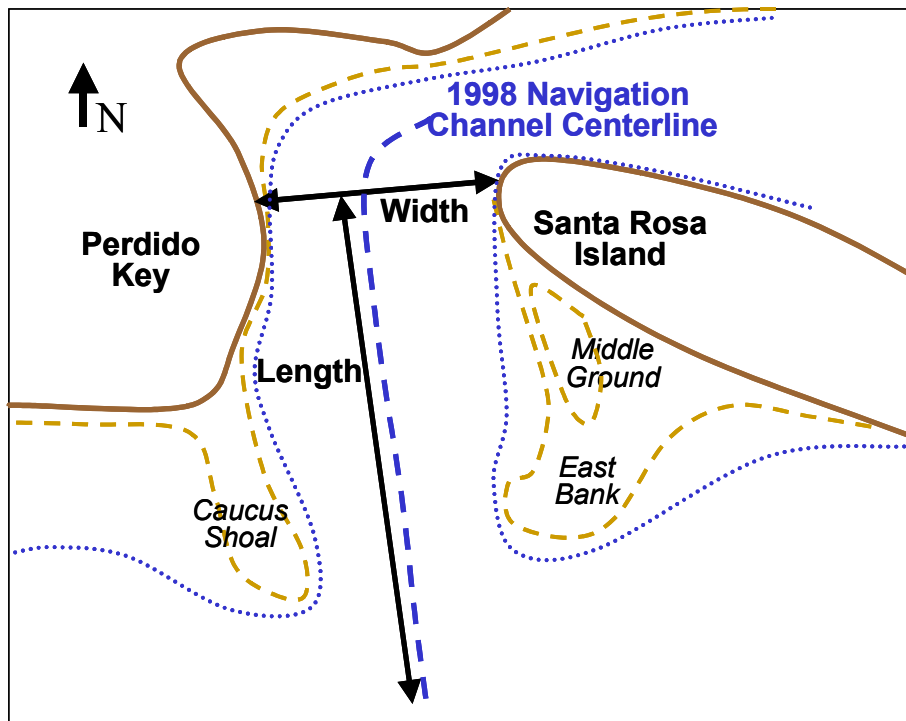 N
1998 Navigation
Channel Centerline
Width
Perdido
Key
Santa Rosa
Island
Length
Middle
Ground
East
Bank
Caucus
Shoal